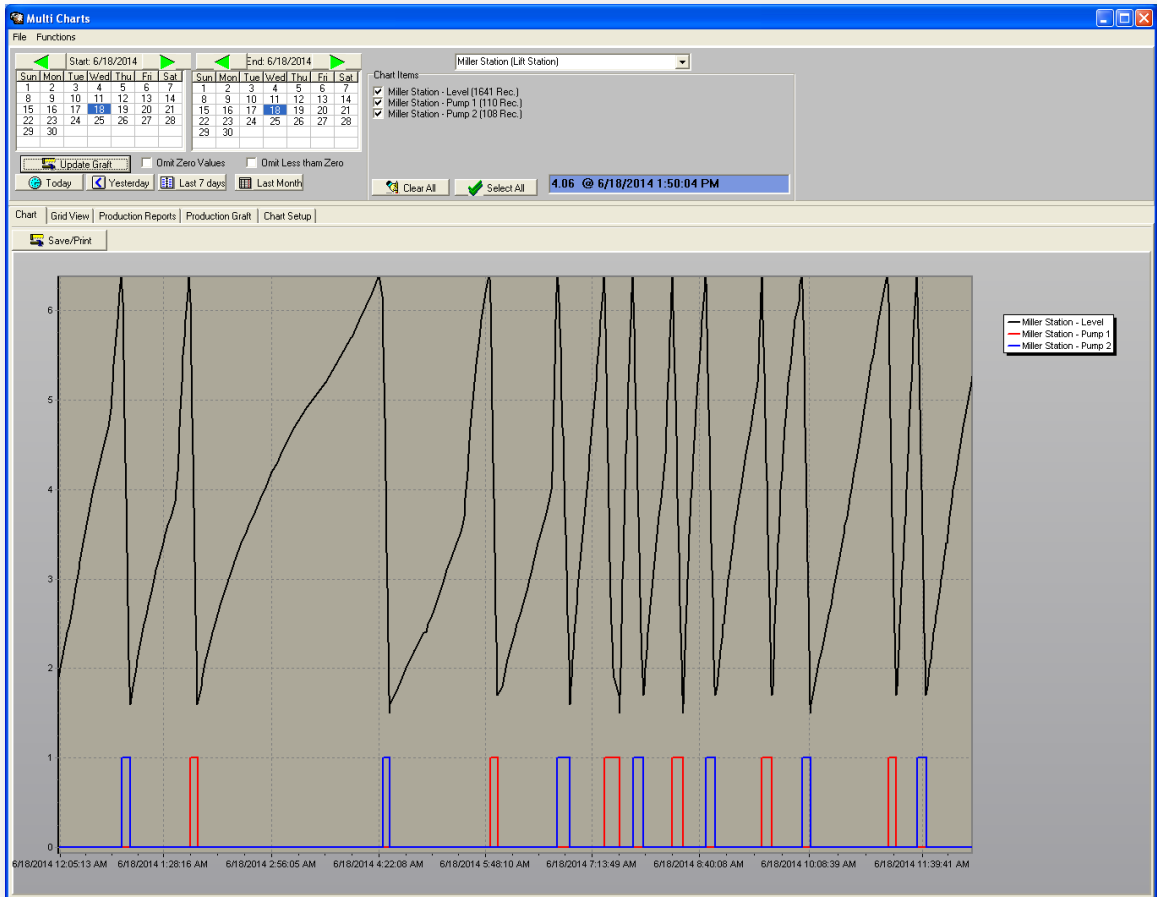 Multi Charts
File Functions
Start: 6/18/2014
Sun Mon Tue Wed Thu Fri Sat
1 2 3 4 5 6 7
8 9 10 11 12 13 14
15 16 17 18 19 20 21
22 23 24 25 26 27 28
29 30
End: 6/18/2014
Sun Mon Tue Wed Thu Fri Sat
1 2 3 4 5 6 7
8 9 10 11 12 13 14
15 16 17 18 19 20 21
22 23 24 25 26 27 28
29 30
Update Graft Omit Zero Values Omit Less tham Zero
Today Yesterday Last 7 days Last Month
Miller Station (Lift Station)
Chart Items
Miller Station - Level (1641 Rec.)
Miller Station - Pump 1 (110 Rec.)
Miller Station - Pump 2 (108 Rec.)
Clear All Select All 4.06 @ 6/18/2014 1:50:04 PM
Chart Grid View Production Reports Production Graft Chart Setup
Save/Print
6
5
4
3
2
1
0
6/18/2014 12:05:13 AM 6/18/2014 1:26:16 AM 6/18/2014 2:56:05 AM 6/18/2014 4:22:08 AM 6/18/2014 5:48:10 AM 6/18/2014 7:13:49 AM 6/18/2014 8:40:08 AM 6/18/2014 10:08:39 AM 6/18/2014 11:39:41 AM
Miller Station - Level
Miller Station - Pump 1
Miller Station - Pump 2